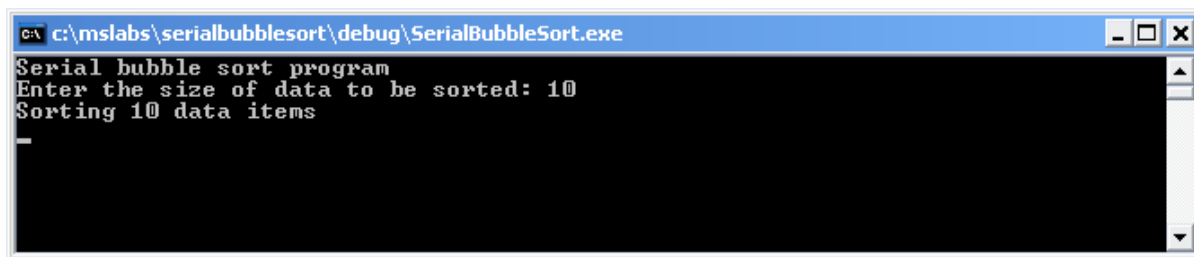 c:\mslabs\serialbubblesort\debug\SerialBubbleSort.exe
Serial bubble sort program
Enter the size of data to be sorted: 10
Sorting 10 data items